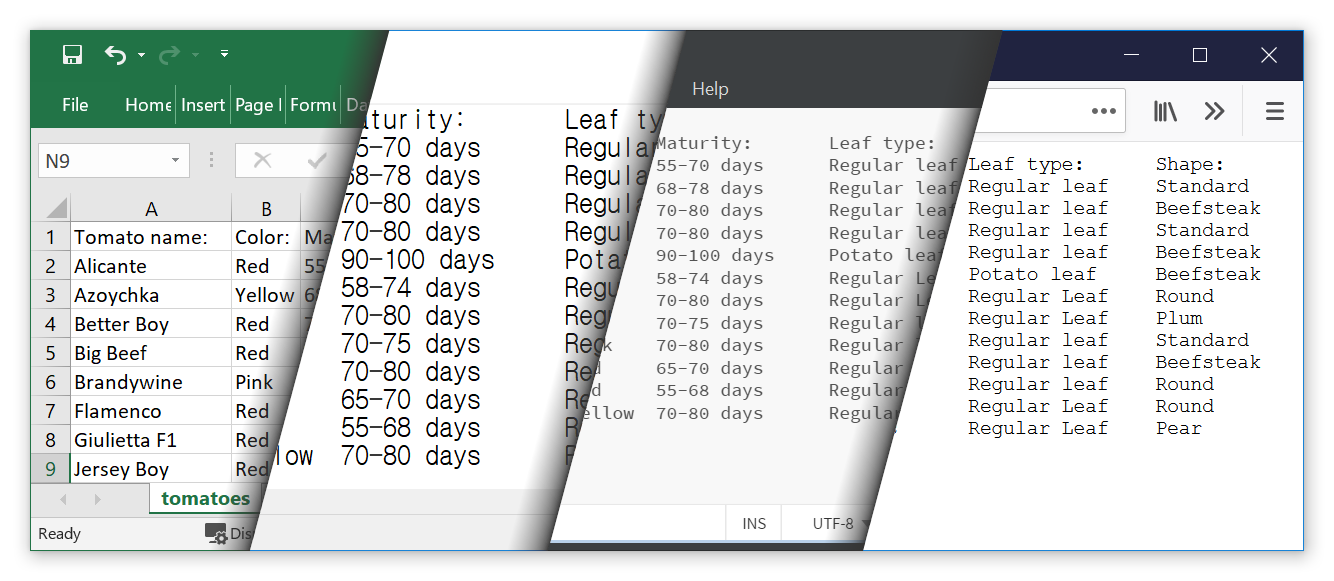 File Home Insert Page Formu Da
N9
A B
1 Tomato name: Color: Ma
2 Alicante Red 55
3 Azoychka Yellow 6
4 Better Boy Red
5 Big Beef Red
6 Brandywine Pink
7 Flamenco Red
8 Giulietta F1 Red
9 Jersey Boy Red
tomatoes
Ready Dis
aturity: Leaf ty
5-70 days Regula
68-78 days Regul
70-80 days Regul
70-80 days Regul
90-100 days Pota
58-74 days Regu
70-80 days Reg
70-75 days Reg
70-80 days Re
65-70 days Re
55-68 days R
low 70-80 days
Help
Maturity: Leaf type:
55-70 days Regular leaf
68-78 days Regular leaf
70-80 days Regular leaf
70-80 days Regular lea
90-100 days Potato leaf
58-74 days Regular Le
70-80 days Regular L
70-75 days Regular l
k 70-80 days Regular
d 65-70 days Regular
d 55-68 days Regular
ellow 70-80 days Regular
INS UTF-8
Leaf type: Shape:
Regular leaf Standard
Regular leaf Beefsteak
Regular leaf Standard
Regular leaf Beefsteak
Potato leaf Beefsteak
Regular Leaf Round
Regular Leaf Plum
Regular Leaf Standard
Regular leaf Beefsteak
Regular Leaf Round
Regular Leaf Round
Regular Leaf Pear